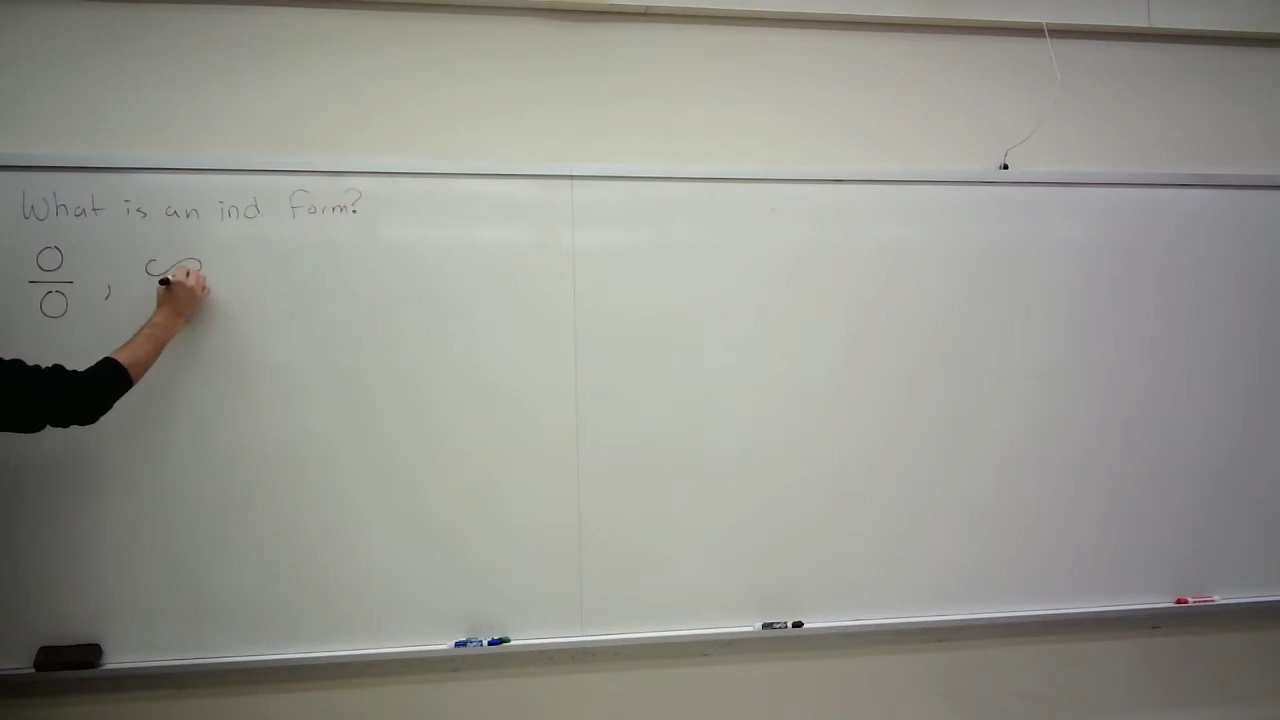 What is an ind form?
0/0 , ∞